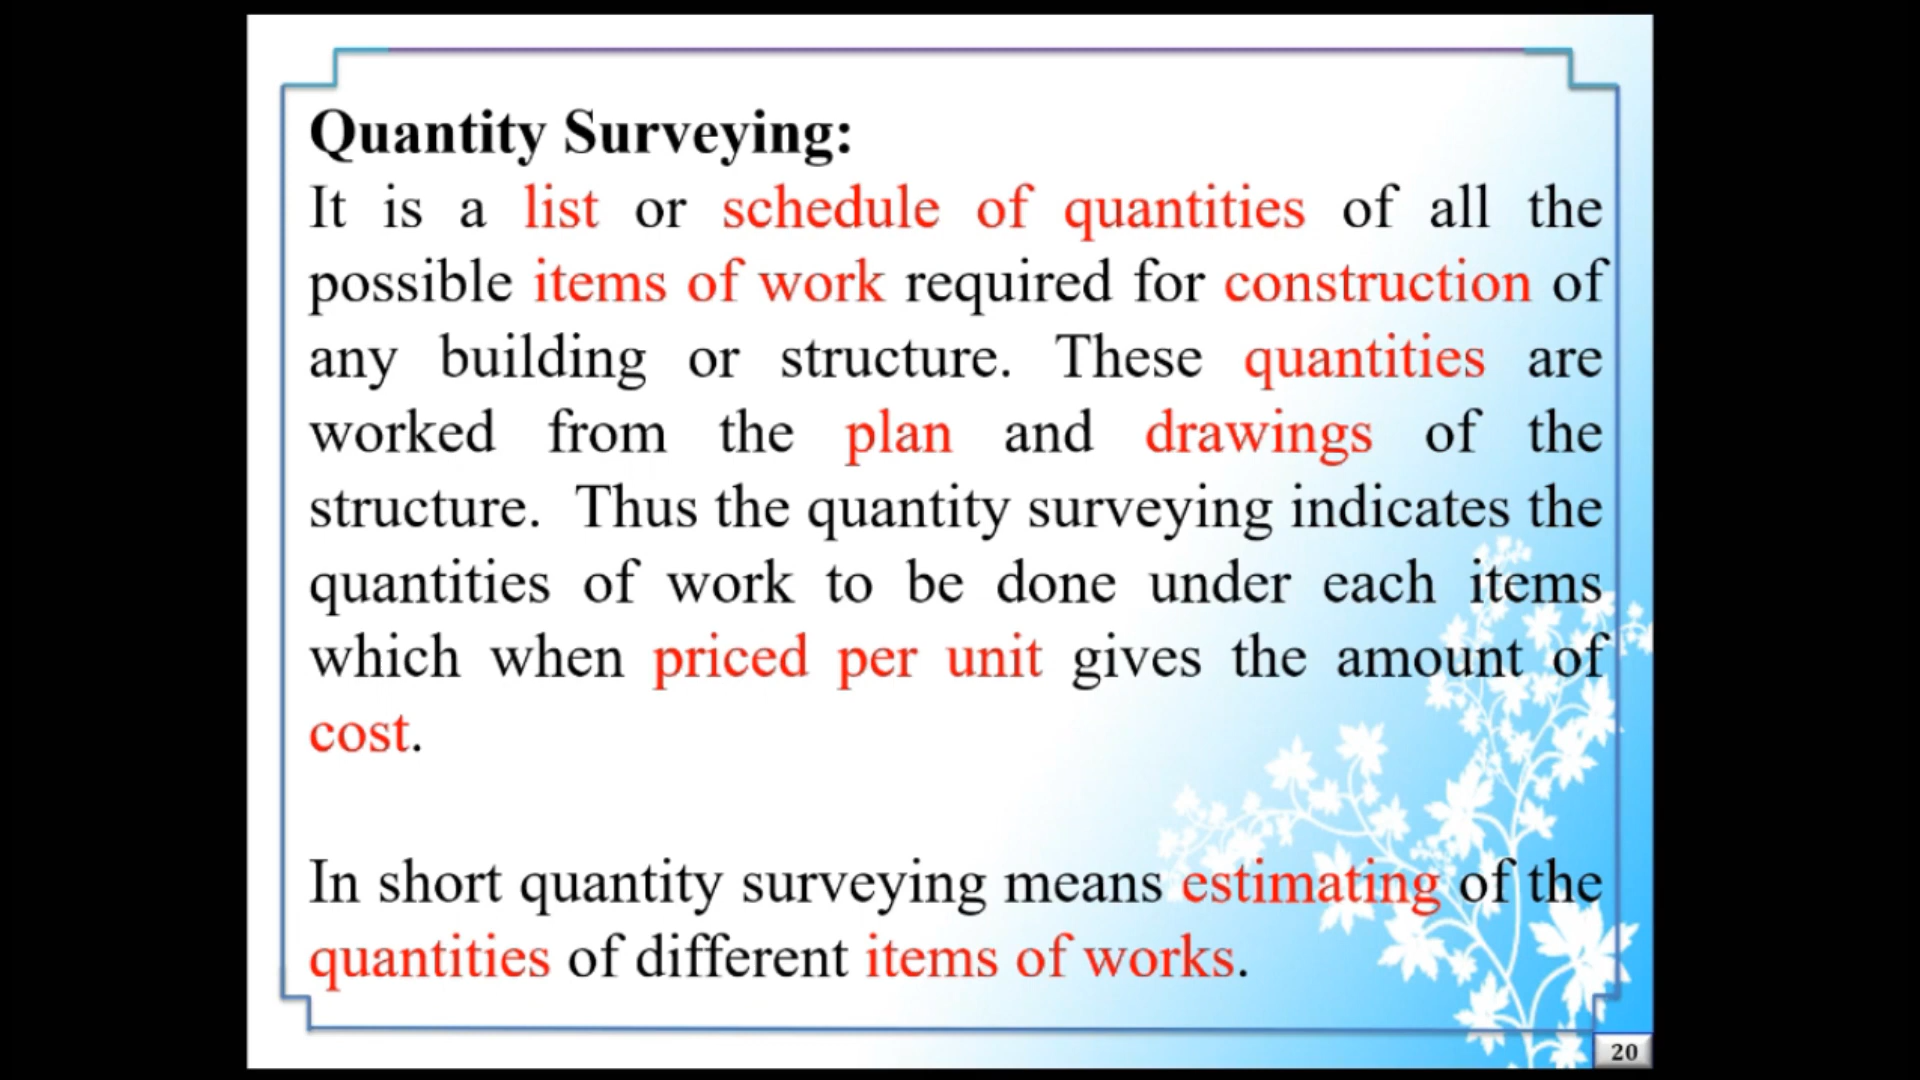 Quantity Surveying:
It is a list or schedule of quantities of all the
possible items of work required for construction of
any building or structure. These quantities are
worked from the plan and drawings of the
structure. Thus the quantity surveying indicates the
quantities of work to be done under each items
which when priced per unit gives the amount of
cost.
In short quantity surveying means estimating of the
quantities of different items of works.
20